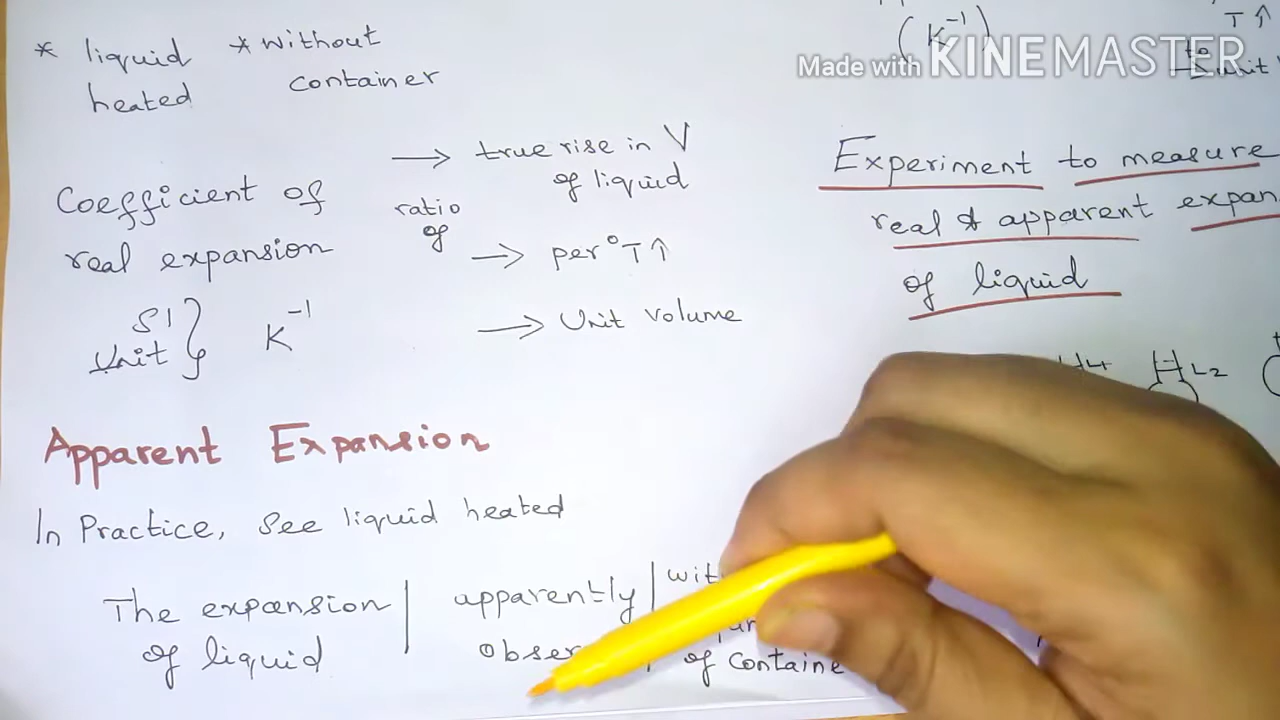 * liquid heated
* without container
Coefficient of real expansion
ratio of
→ true rise in V of liquid
→ per °T↑
→ Unit volume
SI Unit } K⁻¹
Apparent Expansion
In Practice, see liquid heated
The expansion of liquid | apparently | 
of
(K⁻¹)
T↑
Made with KINEMASTER
Experiment to measure
real & apparent
of liquid
L2